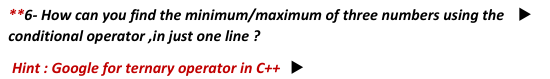 **6- How can you find the minimum/maximum of three numbers using the ▶
conditional operator ,in just one line ?
Hint : Google for ternary operator in C++ ▶